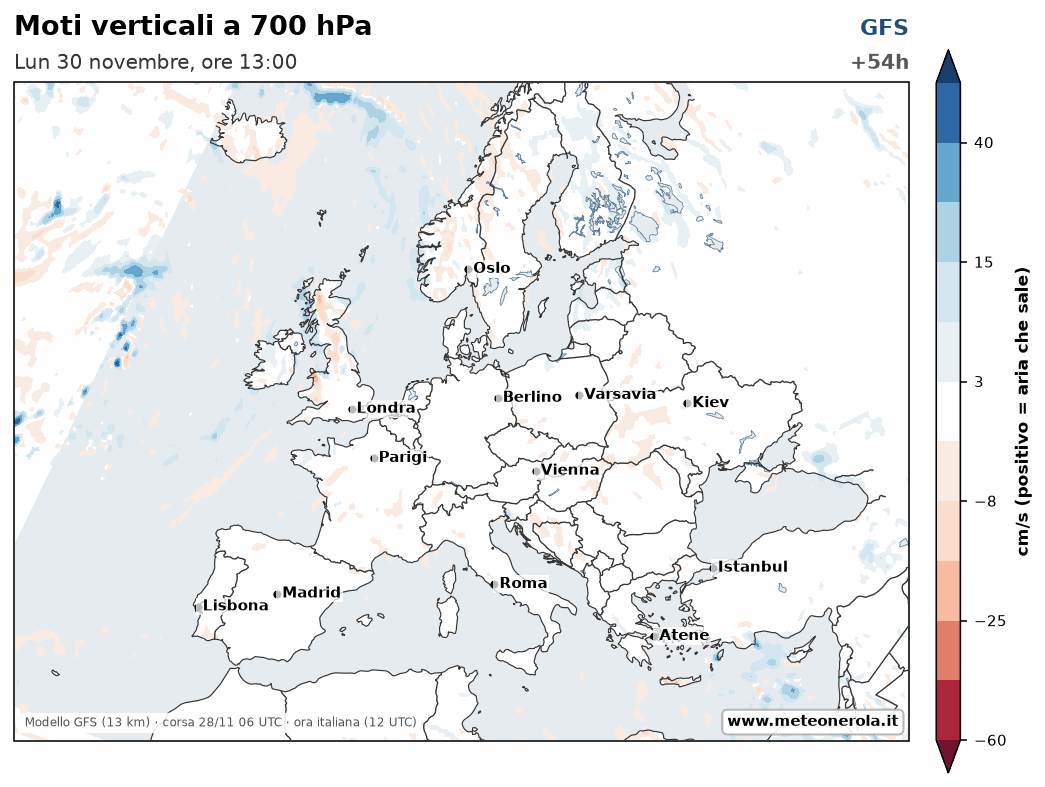 Moti verticali a 700 hPa
GFS
Lun 30 novembre, ore 13:00
+54h
40
15
3
−8
−25
−60
cm/s (positivo = aria che sale)
Oslo
Berlino
Varsavia
Kiev
Londra
Parigi
Vienna
Istanbul
Roma
Madrid
Lisbona
Atene
Modello GFS (13 km) · corsa 28/11 06 UTC · ora italiana (12 UTC)
www.meteonerola.it